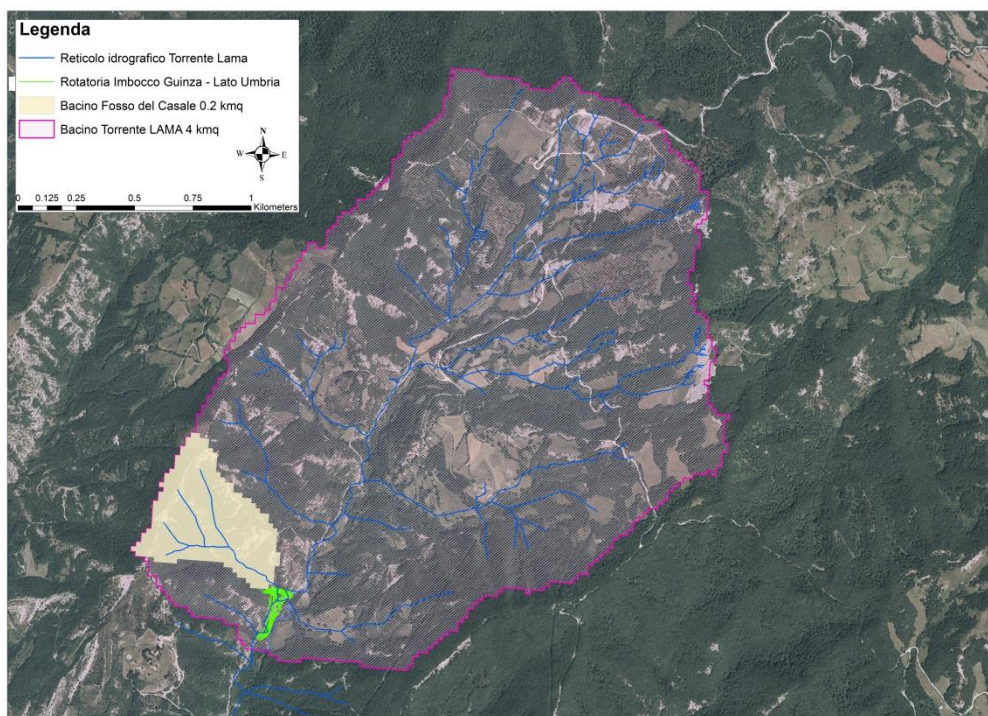 Legenda
Reticolo idrografico Torrente Lama
Rotatoria Imbocco Guinza - Lato Umbria
Bacino Fosso del Casale 0.2 kmq
Bacino Torrente LAMA 4 kmq
N
W E
S
0 0.125 0.25 0.5 0.75 1
Kilometers